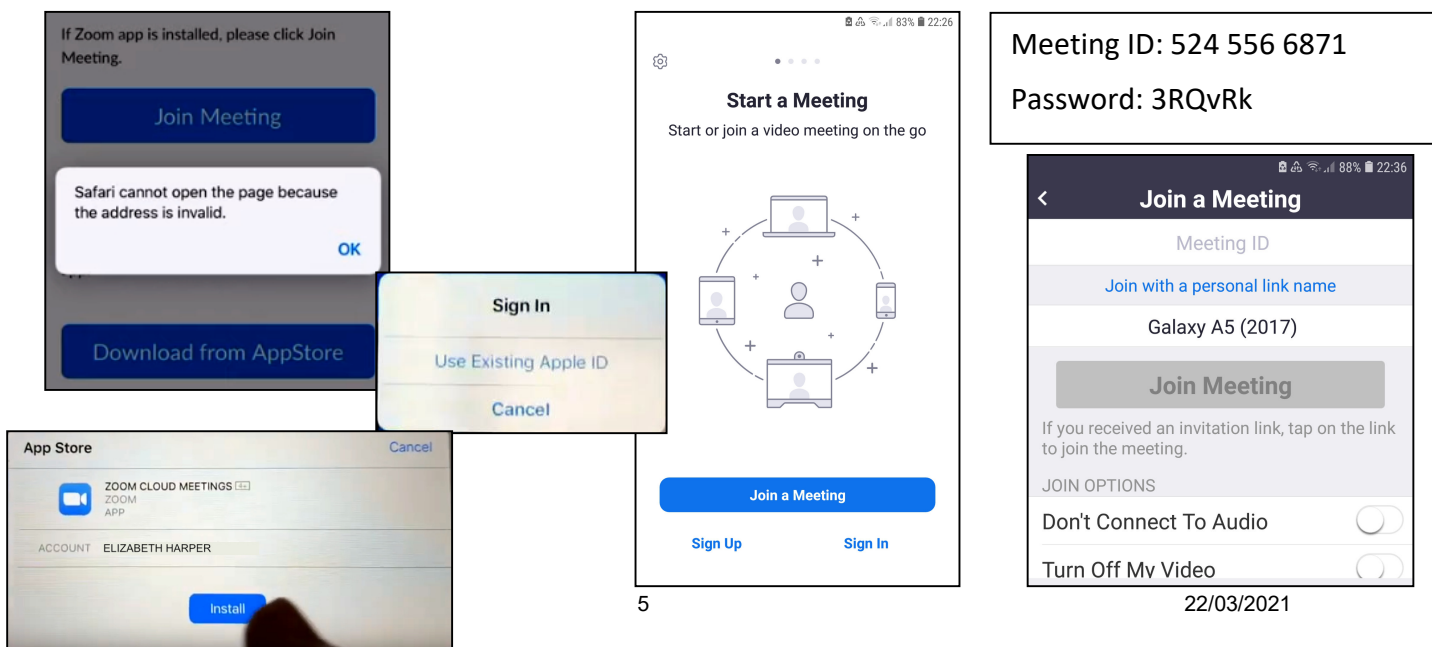 If Zoom app is installed, please click Join
Meeting.
Join Meeting
Safari cannot open the page because
the address is invalid.
OK
Download from AppStore
Sign In
Use Existing Apple ID
Cancel
App Store
Cancel
ZOOM CLOUD MEETINGS 4+
ZOOM
APP
ACCOUNT ELIZABETH HARPER
Install
83% 22:26
Start a Meeting
Start or join a video meeting on the go
Join a Meeting
Sign Up Sign In
5
Meeting ID: 524 556 6871
Password: 3RQvRk
88% 22:36
Join a Meeting
Meeting ID
Join with a personal link name
Galaxy A5 (2017)
Join Meeting
If you received an invitation link, tap on the link
to join the meeting.
JOIN OPTIONS
Don't Connect To Audio
Turn Off My Video
22/03/2021